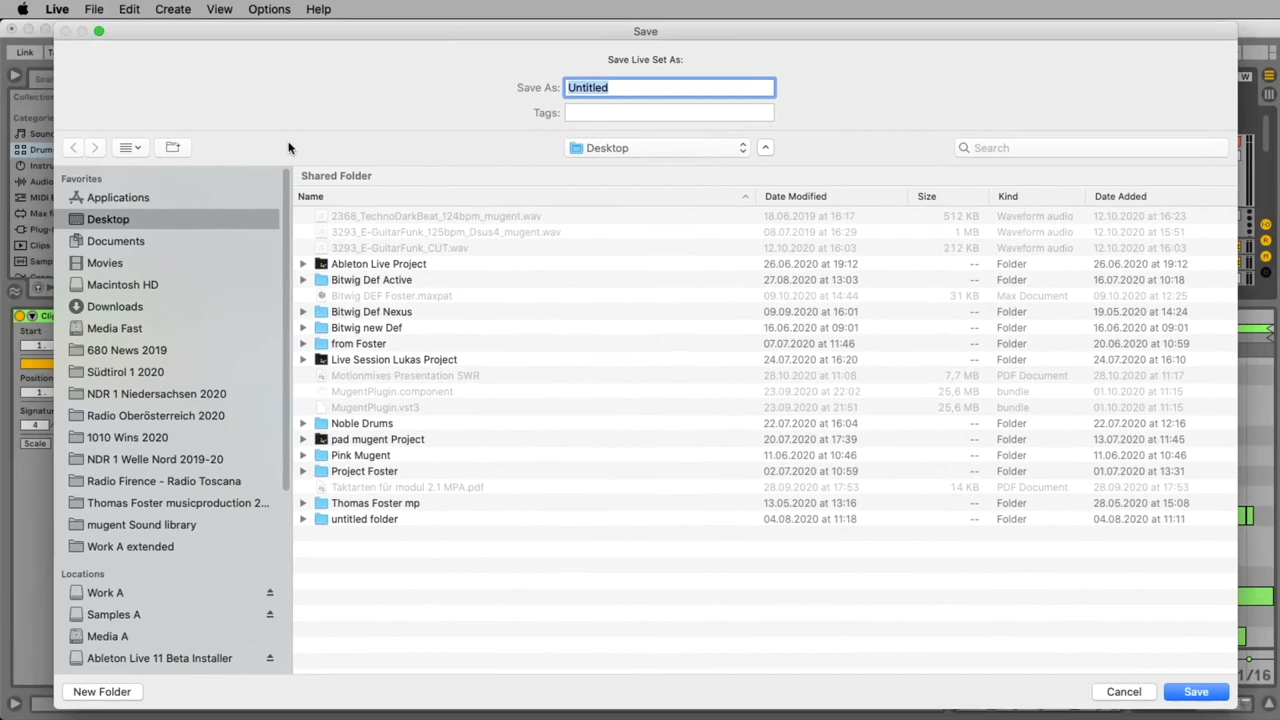 Live File Edit Create View Options Help
Save
Link
Save Live Set As:
Save As: Untitled
Tags:
Desktop
Search
W
Collection
Categorie
Soun
Drum
Instru
Audio
MIDI E
Max f
Plug-
Clips
Samp
Clip
Start
1.
Position
1.
Signatur
4
Scale
Favorites
Applications
Desktop
Documents
Movies
Macintosh HD
Downloads
Media Fast
680 News 2019
Südtirol 1 2020
NDR 1 Niedersachsen 2020
Radio Oberösterreich 2020
1010 Wins 2020
NDR 1 Welle Nord 2019-20
Radio Firence - Radio Toscana
Thomas Foster musicproduction 2...
mugent Sound library
Work A extended
Locations
Work A
Samples A
Media A
Ableton Live 11 Beta Installer
Shared Folder
Name Date Modified Size Kind Date Added
2368_TechnoDarkBeat_124bpm_mugent.wav 18.06.2019 at 16:17 512 KB Waveform audio 12.10.2020 at 16:23
3293_E-GuitarFunk_125bpm_Dsus4_mugent.wav 08.07.2019 at 16:29 1 MB Waveform audio 12.10.2020 at 15:51
3293_E-GuitarFunk_CUT.wav 12.10.2020 at 16:03 212 KB Waveform audio 12.10.2020 at 16:03
Ableton Live Project 26.06.2020 at 19:12 -- Folder 26.06.2020 at 19:12
Bitwig Def Active 27.08.2020 at 13:03 -- Folder 16.07.2020 at 10:18
Bitwig DEF Foster.maxpat 09.10.2020 at 14:44 31 KB Max Document 09.10.2020 at 12:25
Bitwig Def Nexus 09.09.2020 at 16:01 -- Folder 19.05.2020 at 14:24
Bitwig new Def 16.06.2020 at 09:01 -- Folder 16.06.2020 at 09:01
from Foster 07.07.2020 at 11:46 -- Folder 20.06.2020 at 10:59
Live Session Lukas Project 24.07.2020 at 16:20 -- Folder 24.07.2020 at 16:10
Motionmixes Presentation SWR 28.10.2020 at 11:08 7,7 MB PDF Document 28.10.2020 at 11:17
MugentPlugin.component 23.09.2020 at 22:02 25,6 MB bundle 01.10.2020 at 11:15
MugentPlugin.vst3 23.09.2020 at 21:51 25,6 MB bundle 01.10.2020 at 11:15
Noble Drums 22.07.2020 at 16:04 -- Folder 22.07.2020 at 12:16
pad mugent Project 20.07.2020 at 17:39 -- Folder 13.07.2020 at 11:45
Pink Mugent 11.06.2020 at 10:46 -- Folder 11.06.2020 at 10:46
Project Foster 02.07.2020 at 10:59 -- Folder 01.07.2020 at 13:31
Taktarten für modul 2.1 MPA.pdf 28.09.2020 at 17:53 14 KB PDF Document 28.09.2020 at 17:53
Thomas Foster mp 13.05.2020 at 13:16 -- Folder 28.05.2020 at 15:08
untitled folder 04.08.2020 at 11:18 -- Folder 04.08.2020 at 11:11
1/16
New Folder
Cancel
Save